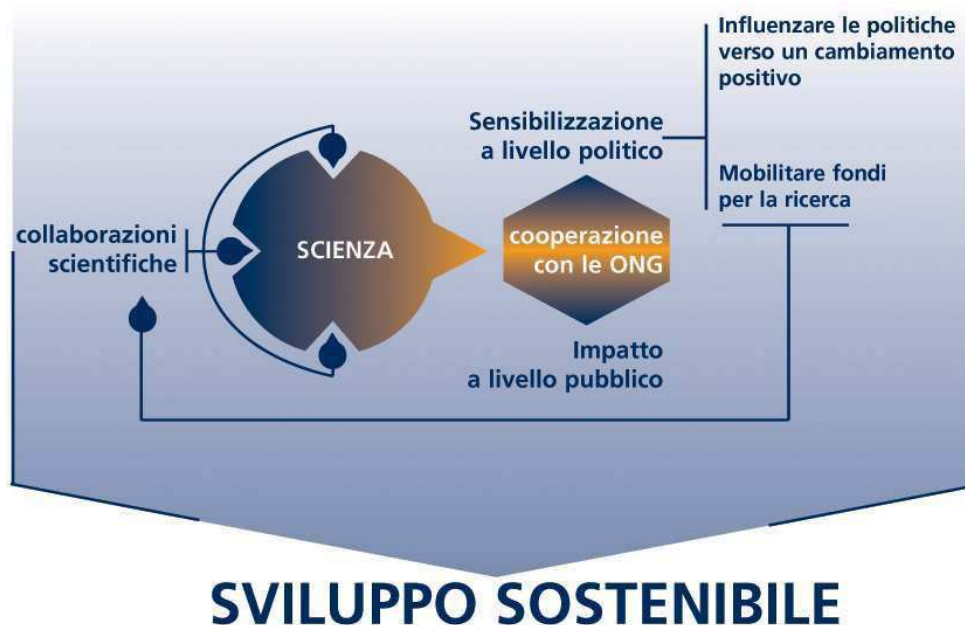 Influenzare le politiche
verso un cambiamento
positivo
Sensibilizzazione
a livello politico
Mobilitare fondi
per la ricerca
collaborazioni
scientifiche
SCIENZA
cooperazione
con le ONG
Impatto
a livello pubblico
SVILUPPO SOSTENIBILE